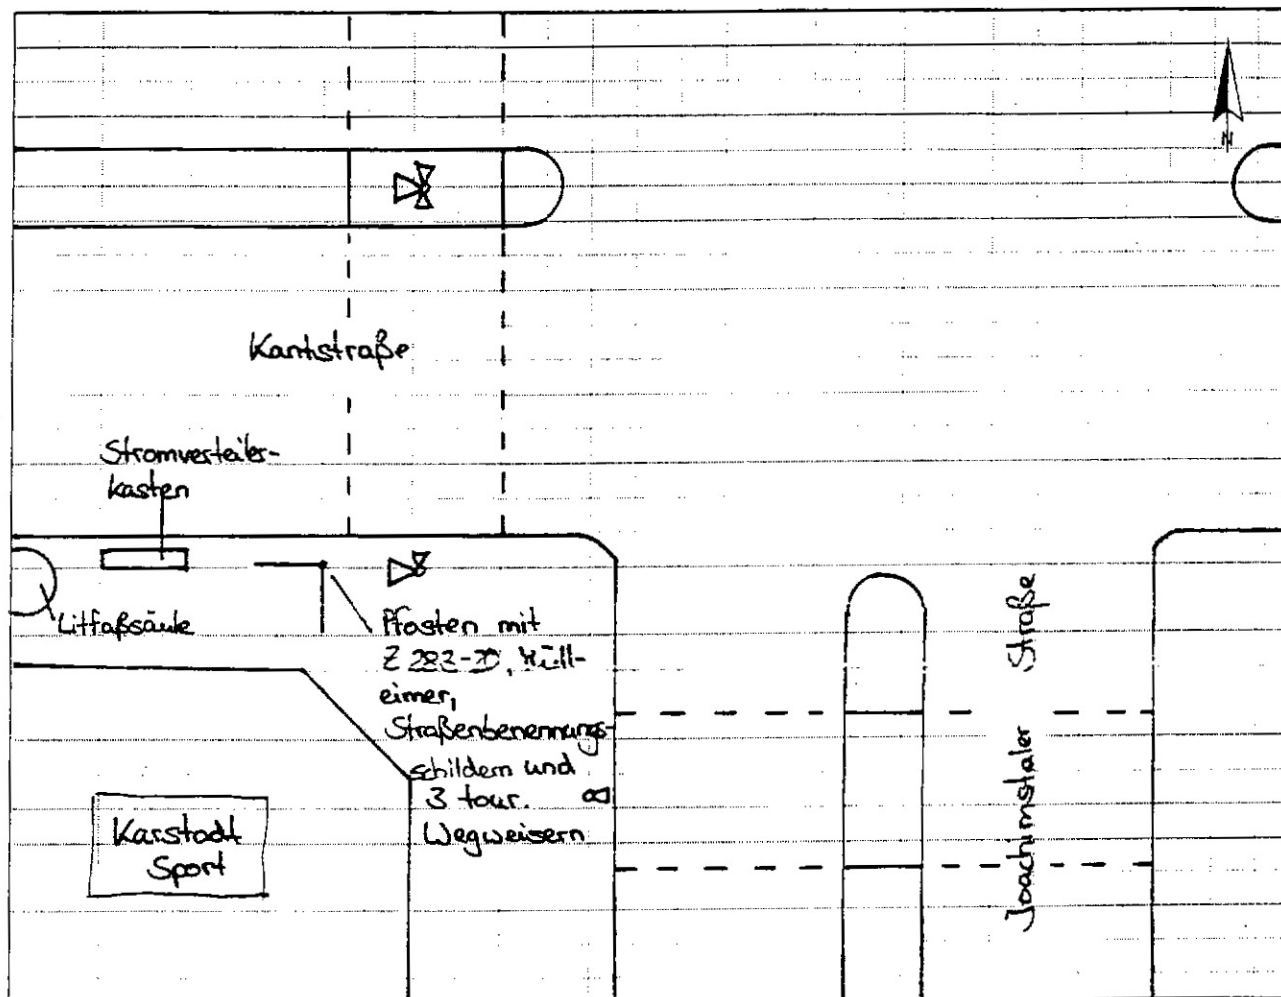 N
Kantstraße
Stromverteiler-
kasten
Litfaßsäule
Pfosten mit
Z 283-20, Müll-
eimer,
Straßenbenennungs-
schildern und
3 tour.
Wegweisern
Karstadt
Sport
Joachimstaler Straße